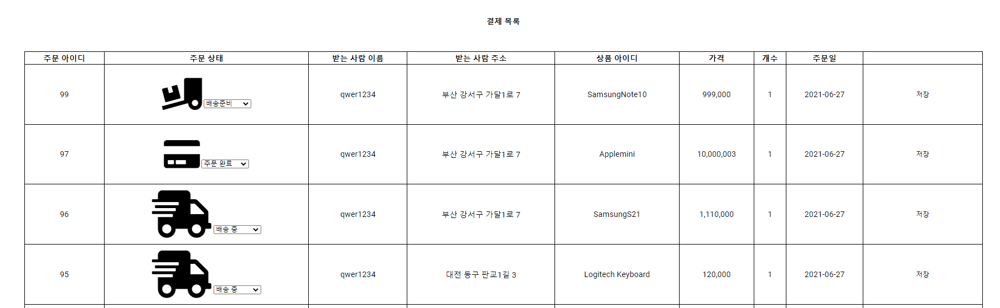 결제 목록
주문 아이디 주문 상태 받는 사람 이름 받는 사람 주소 상품 아이디 가격 개수 주문일
99 배송준비 qwer1234 부산 강서구 가달1로 7 SamsungNote10 999,000 1 2021-06-27 저장
97 주문 완료 qwer1234 부산 강서구 가달1로 7 Applemini 10,000,003 1 2021-06-27 저장
96 배송 중 qwer1234 부산 강서구 가달1로 7 SamsungS21 1,110,000 1 2021-06-27 저장
95 배송 중 qwer1234 대전 동구 판교1길 3 Logitech Keyboard 120,000 1 2021-06-27 저장